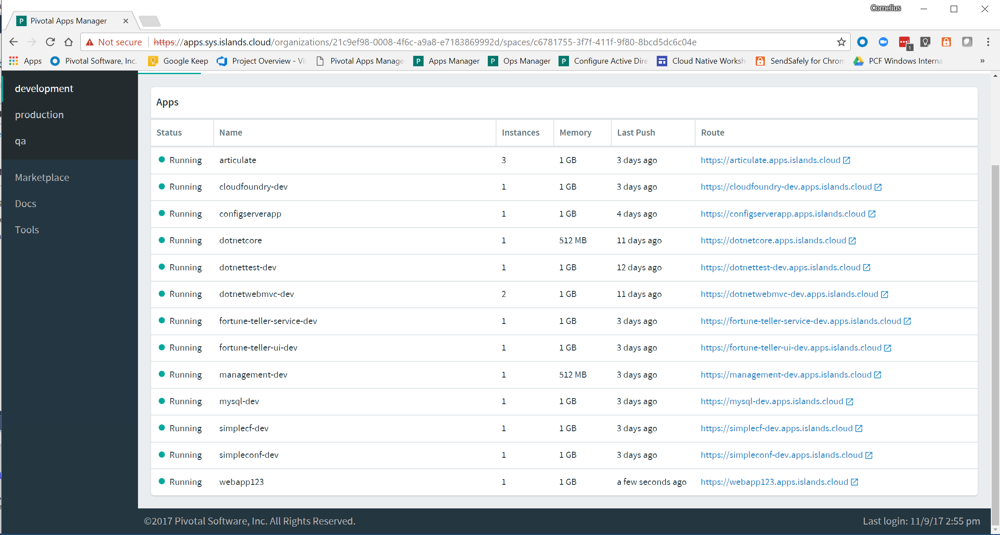 Cornelius
Pivotal Apps Manager
Not secure https://apps.sys.islands.cloud/organizations/21c9ef98-0008-4f6c-a9a8-e7183869992d/spaces/c6781755-3f7f-411f-9f80-8bcd5dc6c04e 1
Apps Pivotal Software, Inc. Google Keep Project Overview - Vi Pivotal Apps Manage Apps Manager Ops Manager Configure Active Dire Cloud Native Worksh SendSafely for Chrom PCF Windows Interna »
development
production
qa
Marketplace
Docs
Tools
Apps
Status Name Instances Memory Last Push Route
Running articulate 3 1 GB 3 days ago https://articulate.apps.islands.cloud
Running cloudfoundry-dev 1 1 GB 3 days ago https://cloudfoundry-dev.apps.islands.cloud
Running configserverapp 1 1 GB 4 days ago https://configserverapp.apps.islands.cloud
Running dotnetcore 1 512 MB 11 days ago https://dotnetcore.apps.islands.cloud
Running dotnettest-dev 1 1 GB 12 days ago https://dotnettest-dev.apps.islands.cloud
Running dotnetwebmvc-dev 2 1 GB 11 days ago https://dotnetwebmvc-dev.apps.islands.cloud
Running fortune-teller-service-dev 1 1 GB 3 days ago https://fortune-teller-service-dev.apps.islands.cloud
Running fortune-teller-ui-dev 1 1 GB 3 days ago https://fortune-teller-ui-dev.apps.islands.cloud
Running management-dev 1 512 MB 3 days ago https://management-dev.apps.islands.cloud
Running mysql-dev 1 1 GB 3 days ago https://mysql-dev.apps.islands.cloud
Running simplecf-dev 1 1 GB 3 days ago https://simplecf-dev.apps.islands.cloud
Running simpleconf-dev 1 1 GB 3 days ago https://simpleconf-dev.apps.islands.cloud
Running webapp123 1 1 GB a few seconds ago https://webapp123.apps.islands.cloud
©2017 Pivotal Software, Inc. All Rights Reserved. Last login: 11/9/17 2:55 pm